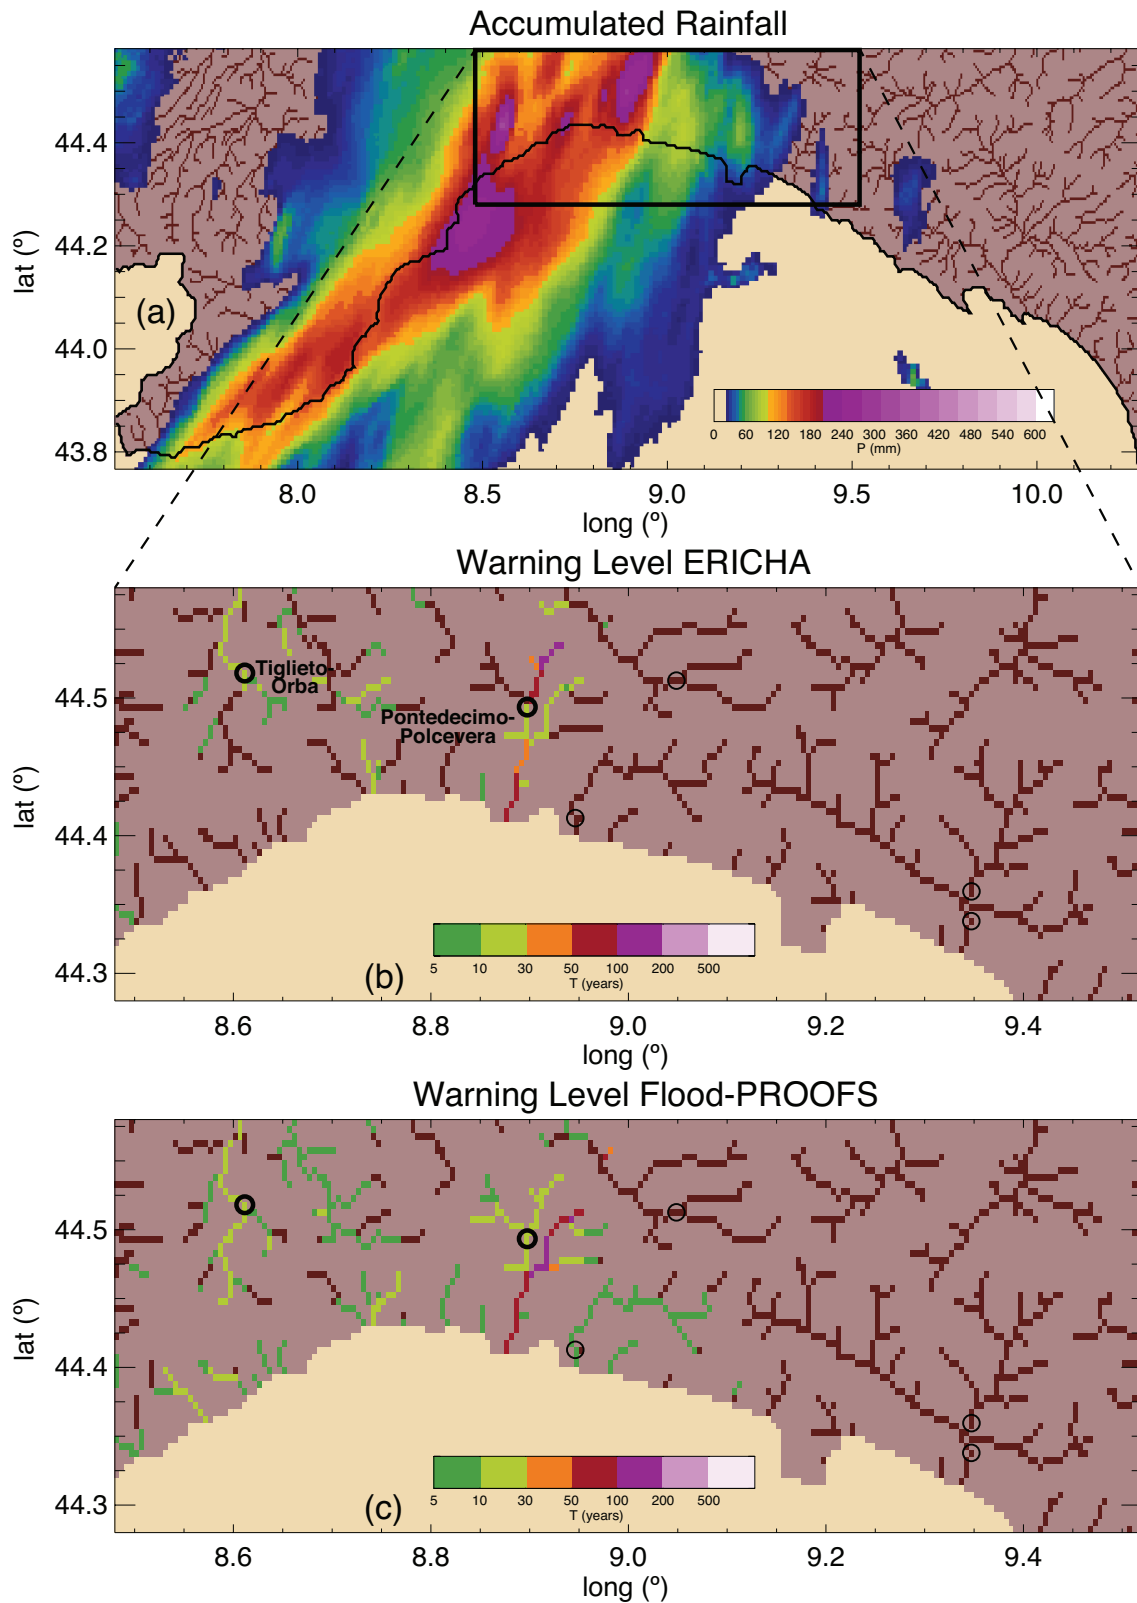 Accumulated Rainfall
44.4
44.2
44.0
43.8
lat (º)
(a)
0 60 120 180 240 300 360 420 480 540 600
P (mm)
8.0 8.5 9.0 9.5 10.0
long (º)
Warning Level ERICHA
Tiglieto-
Orba
Pontedecimo-
Polcevera
44.5
44.4
44.3
lat (º)
(b)
5 10 30 50 100 200 500
T (years)
8.6 8.8 9.0 9.2 9.4
long (º)
Warning Level Flood-PROOFS
44.5
44.4
44.3
lat (º)
(c)
5 10 30 50 100 200 500
T (years)
8.6 8.8 9.0 9.2 9.4
long (º)